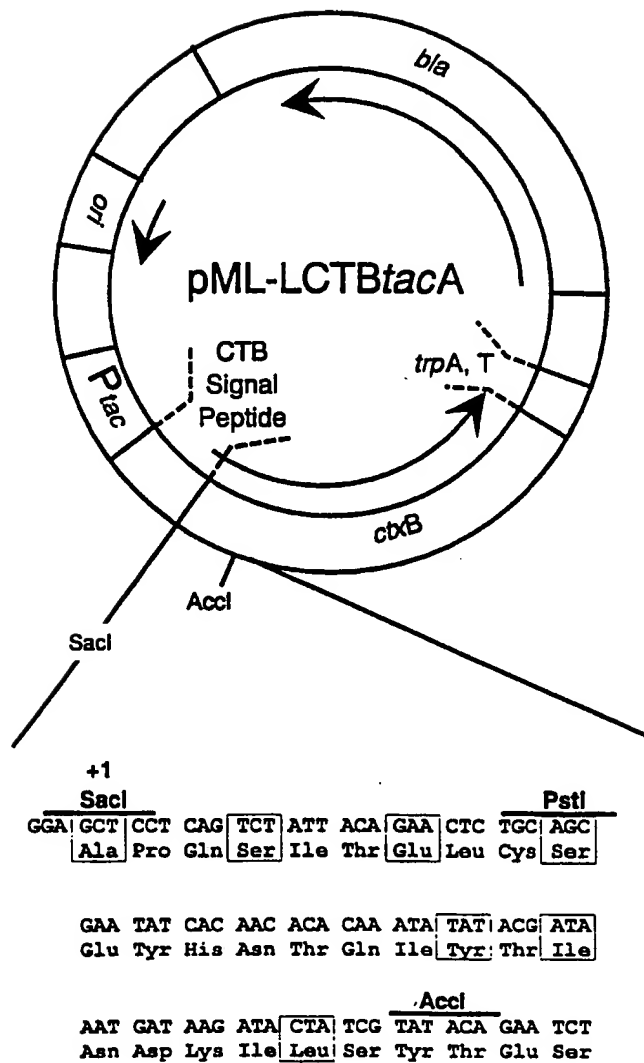 bla
ori
pML-LCTBtacA
Ptac
CTB
Signal
Peptide
trpA, T
ctxB
AccI
SacI
+1
SacI
PstI
GGA GCT CCT CAG TCT ATT ACA GAA CTC TGC AGC
Ala Pro Gln Ser Ile Thr Glu Leu Cys Ser
GAA TAT CAC AAC ACA CAA ATA TAT ACG ATA
Glu Tyr His Asn Thr Gln Ile Tyr Thr Ile
AccI
AAT GAT AAG ATA CTA TCG TAT ACA GAA TCT
Asn Asp Lys Ile Leu Ser Tyr Thr Glu Ser